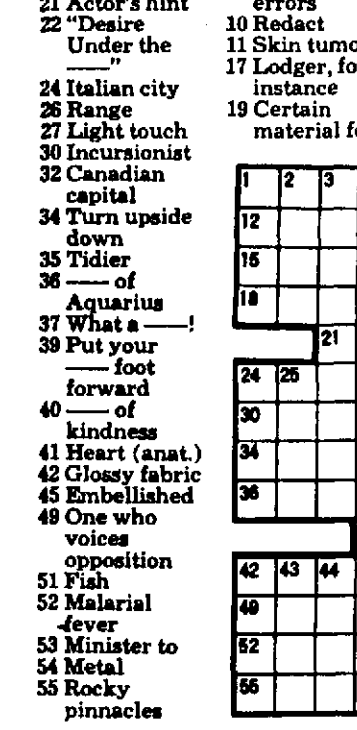 21 Actor's hint
22 "Desire
Under the
——"
24 Italian city
26 Range
27 Light touch
30 Incursionist
32 Canadian
capital
34 Turn upside
down
35 Tidier
36 —— of
Aquarius
37 What a ——!
39 Put your
—— foot
forward
40 —— of
kindness
41 Heart (anat.)
42 Glossy fabric
45 Embellished
49 One who
voices
opposition
51 Fish
52 Malarial
fever
53 Minister to
54 Metal
55 Rocky
pinnacles
errors
10 Redact
11 Skin tumo
17 Lodger, fo
instance
19 Certain
material f
1 2 3
12
15
18
21
24 25
30
34
36
42 43 44
49
52
55